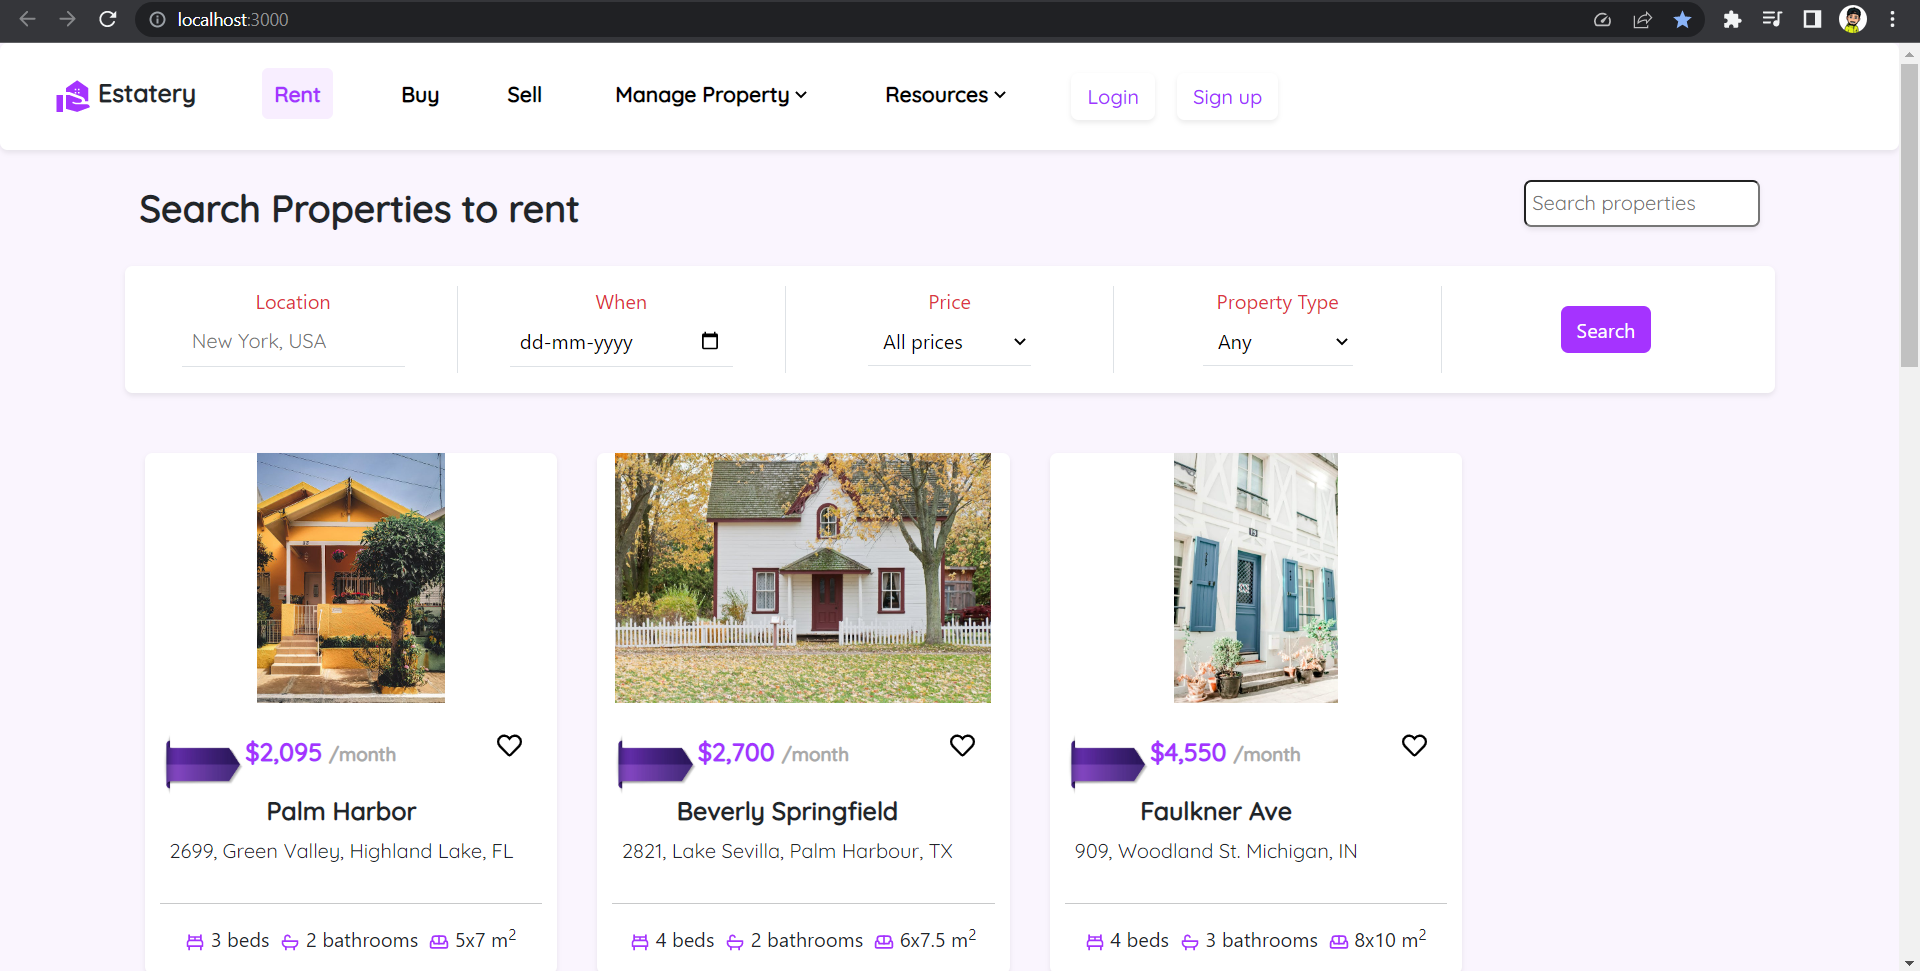 localhost:3000
Estatery Rent Buy Sell Manage Property Resources Login Sign up
Search Properties to rent
Search properties
Location When Price Property Type
New York, USA dd-mm-yyyy All prices Any Search
$2,095 /month $2,700 /month $4,550 /month
Palm Harbor Beverly Springfield Faulkner Ave
2699, Green Valley, Highland Lake, FL 2821, Lake Sevilla, Palm Harbour, TX 909, Woodland St. Michigan, IN
3 beds 2 bathrooms 5x7 m² 4 beds 2 bathrooms 6x7.5 m² 4 beds 3 bathrooms 8x10 m²